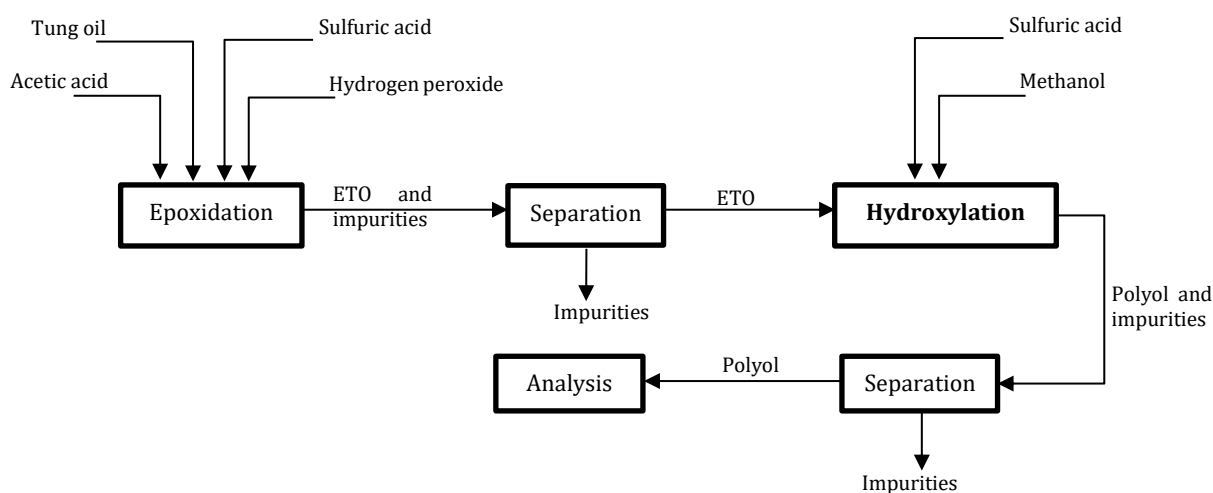 Tung oil
Sulfuric acid
Sulfuric acid
Acetic acid
Hydrogen peroxide
Methanol
Epoxidation
ETO and
impurities
Separation
ETO
Hydroxylation
Impurities
Polyol and
impurities
Analysis
Polyol
Separation
Impurities